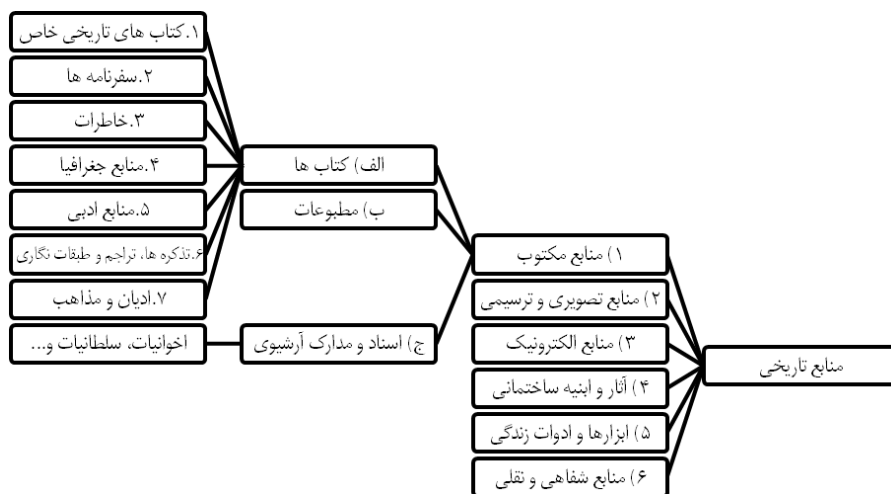 منابع تاریخی
۱) منابع مکتوب
۲) منابع تصویری و ترسیمی
۳) منابع الکترونیک
۴) آثار و ابنیه ساختمانی
۵) ابزارها و ادوات زندگی
۶) منابع شفاهی و نقلی
الف) کتاب ها
ب) مطبوعات
ج) اسناد و مدارک آرشیوی
۱.کتاب های تاریخی خاص
۲.سفرنامه ها
۳.خاطرات
۴.منابع جغرافیا
۵.منابع ادبی
۶.تذکره ها، تراجم و طبقات نگاری
۷.ادیان و مذاهب
اخوانیات، سلطانیات و...